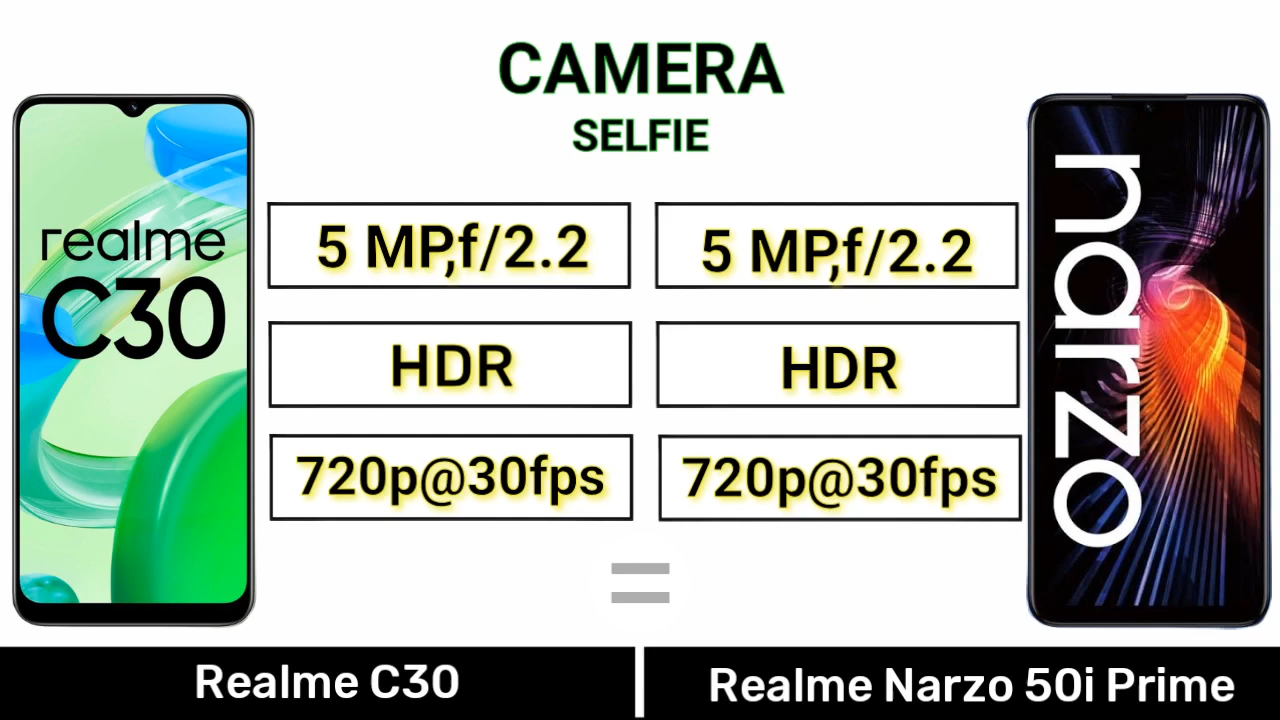 CAMERA
SELFIE
realme
C30
5 MP,f/2.2
5 MP,f/2.2
HDR
HDR
720p@30fps
720p@30fps
=
narzo
Realme C30
Realme Narzo 50i Prime